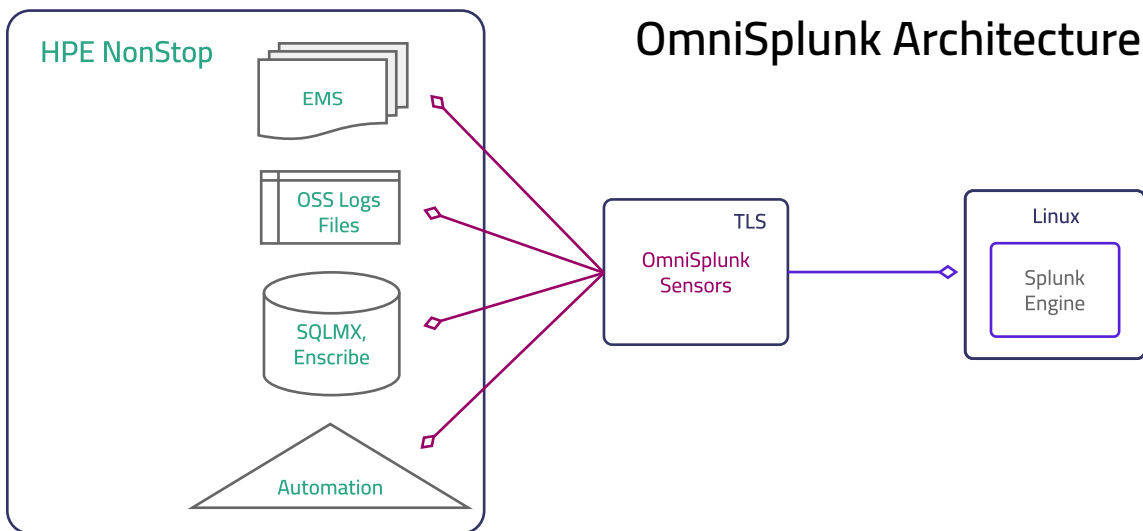 OmniSplunk Architecture
HPE NonStop
EMS
OSS Logs
Files
SQLMX,
Enscribe
Automation
TLS
OmniSplunk
Sensors
Linux
Splunk
Engine